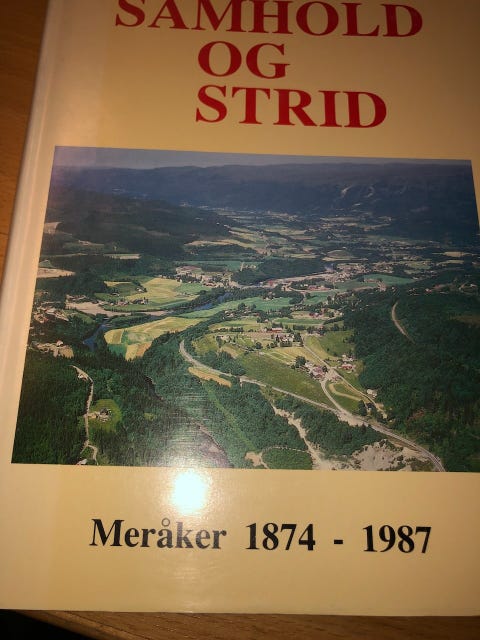 SAMHOLD
OG
STRID
Meråker 1874 - 1987